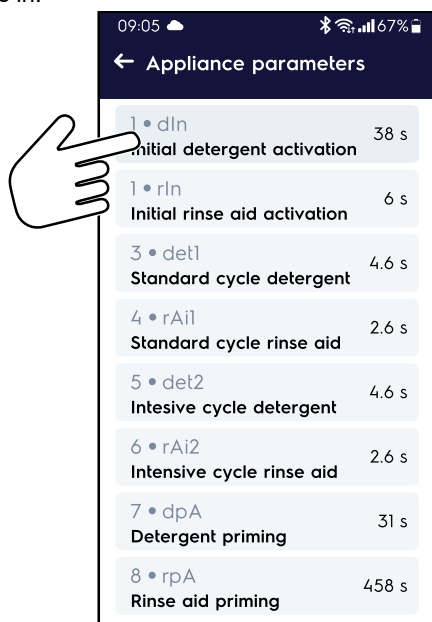 09:05 67%
← Appliance parameters
1 • dIn
Initial detergent activation 38 s
1 • rIn
Initial rinse aid activation 6 s
3 • det1
Standard cycle detergent 4.6 s
4 • rAi1
Standard cycle rinse aid 2.6 s
5 • det2
Intesive cycle detergent 4.6 s
6 • rAi2
Intensive cycle rinse aid 2.6 s
7 • dpA
Detergent priming 31 s
8 • rpA
Rinse aid priming 458 s